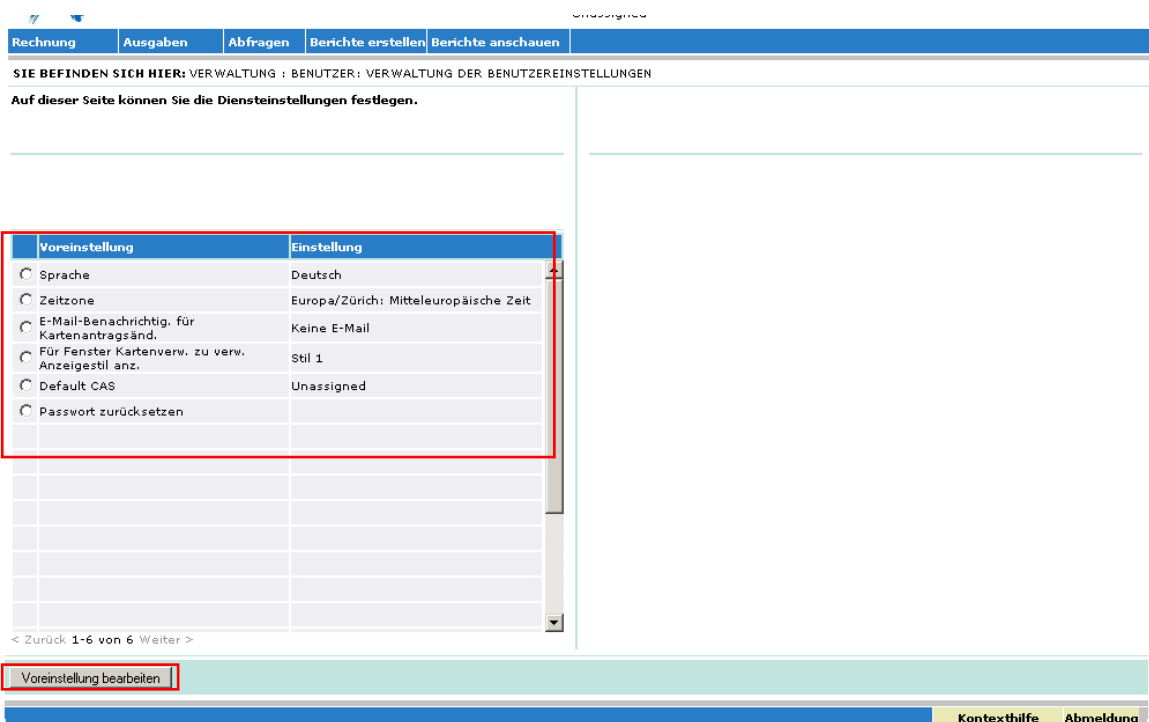 Unassigned
Rechnung Ausgaben Abfragen Berichte erstellen Berichte anschauen
SIE BEFINDEN SICH HIER: VERWALTUNG : BENUTZER: VERWALTUNG DER BENUTZEREINSTELLUNGEN
Auf dieser Seite können Sie die Diensteinstellungen festlegen.
Voreinstellung Einstellung
Sprache Deutsch
Zeitzone Europa/Zürich: Mitteleuropäische Zeit
E-Mail-Benachrichtig. für
Kartenantragsänd. Keine E-Mail
Für Fenster Kartenverw. zu verw.
Anzeigestil anz. Stil 1
Default CAS Unassigned
Passwort zurücksetzen
< Zurück 1-6 von 6 Weiter >
Voreinstellung bearbeiten
Kontexthilfe Abmeldung